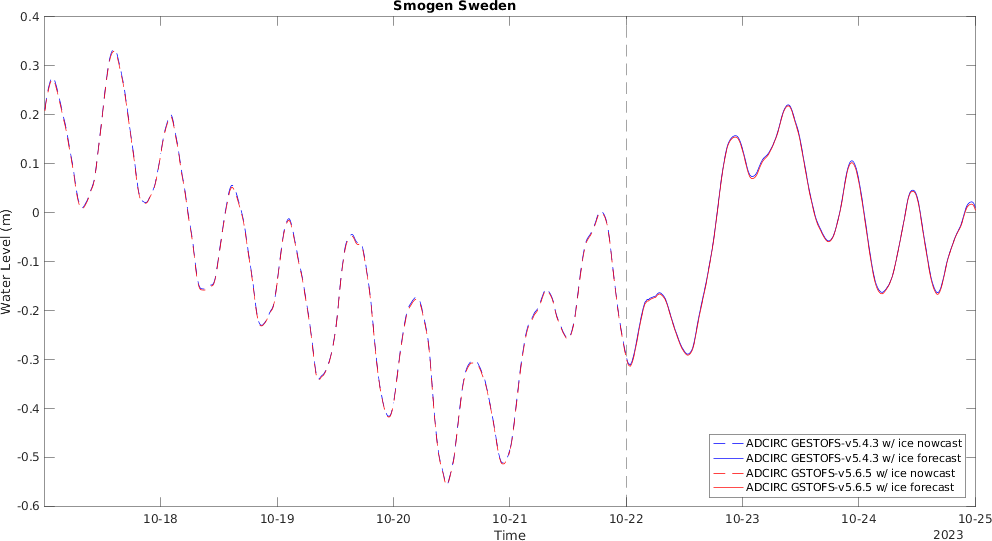 Smogen Sweden
0.4
0.3
0.2
0.1
0
-0.1
-0.2
-0.3
-0.4
-0.5
-0.6
Water Level (m)
10-18
10-19
10-20
10-21
10-22
10-23
10-24
10-25
Time
2023
ADCIRC GESTOFS-v5.4.3 w/ ice nowcast
ADCIRC GESTOFS-v5.4.3 w/ ice forecast
ADCIRC GSTOFS-v5.6.5 w/ ice nowcast
ADCIRC GSTOFS-v5.6.5 w/ ice forecast